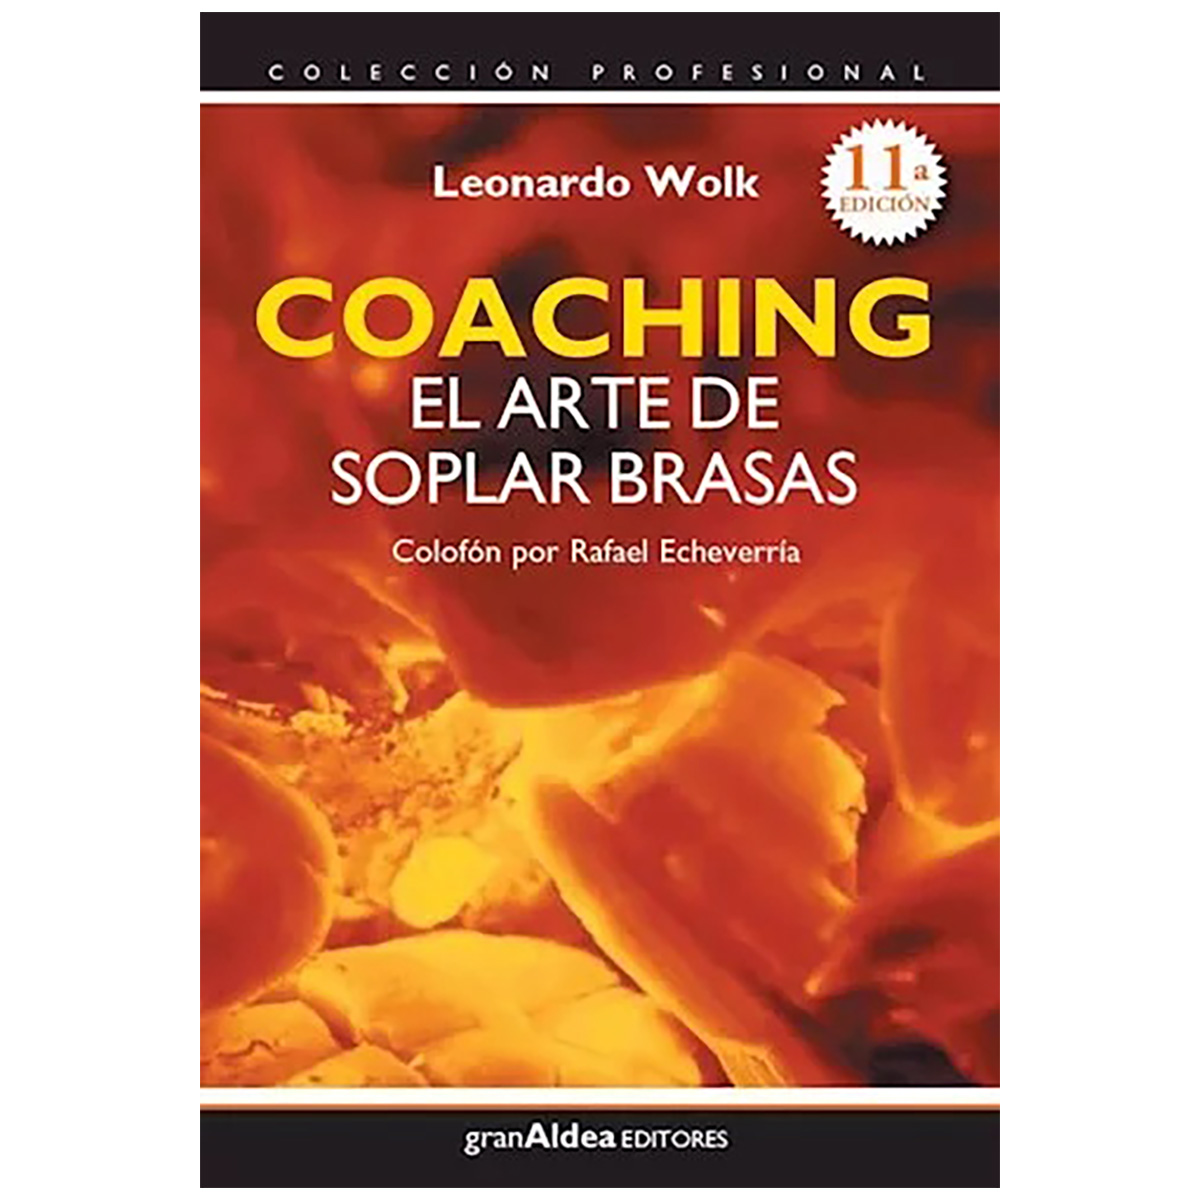 COLECCIÓN PROFESIONAL
Leonardo Wolk
11ª
EDICIÓN
COACHING
EL ARTE DE
SOPLAR BRASAS
Colofón por Rafael Echeverría
granAldea EDITORES